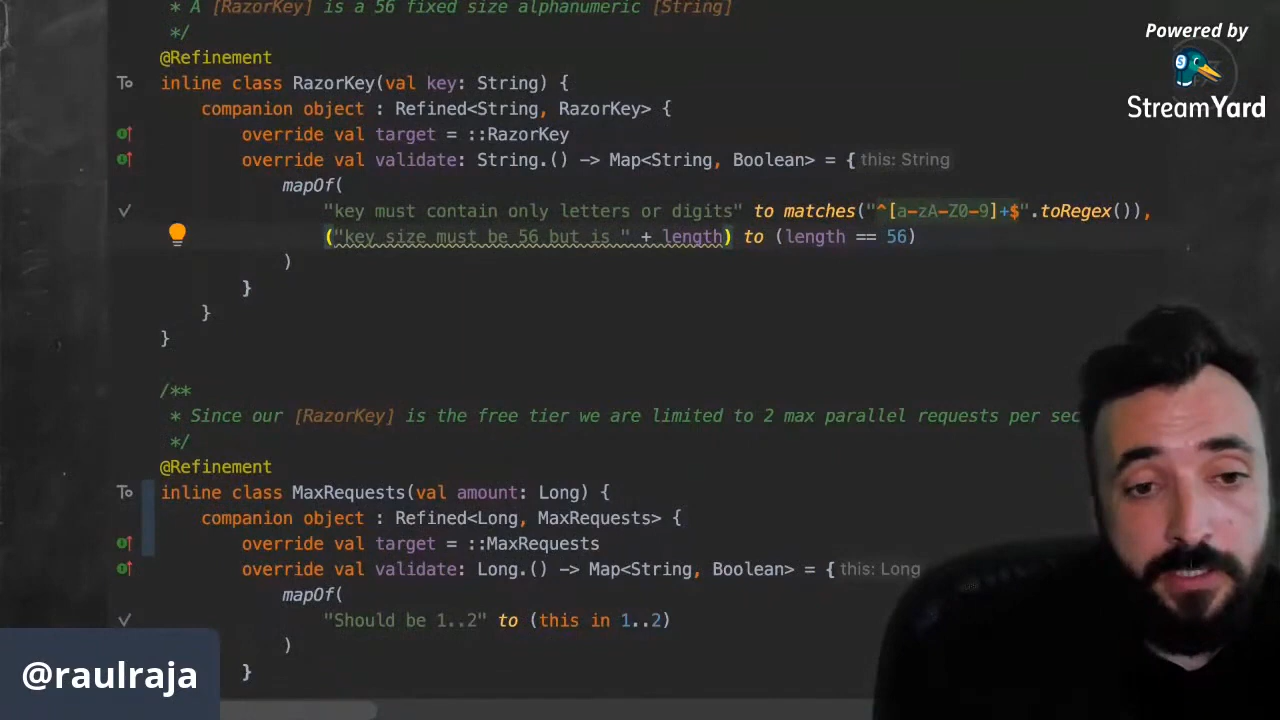 * A [RazorKey] is a 56 fixed size alphanumeric [String]
*/
@Refinement
inline class RazorKey(val key: String) {
companion object : Refined<String, RazorKey> {
override val target = ::RazorKey
override val validate: String.() -> Map<String, Boolean> = { this: String
mapOf(
"key must contain only letters or digits" to matches("^[a-zA-Z0-9]+$".toRegex()),
("key size must be 56 but is " + length) to (length == 56)
)
}
}
}
/**
* Since our [RazorKey] is the free tier we are limited to 2 max parallel requests per sec
*/
@Refinement
inline class MaxRequests(val amount: Long) {
companion object : Refined<Long, MaxRequests> {
override val target = ::MaxRequests
override val validate: Long.() -> Map<String, Boolean> = { this: Long
mapOf(
"Should be 1..2" to (this in 1..2)
)
}
Powered by
StreamYard
@raulraja